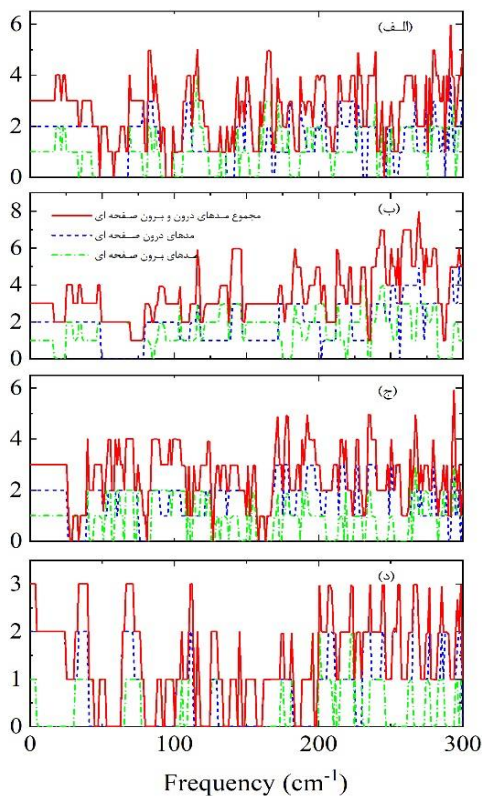 6
4
2
0
(الف)
8
6
4
2
0
(ب)
مجموع مدهای درون و برون صفحه ای
مدهای درون صفحه ای
مدهای برون صفحه ای
6
4
2
0
(ج)
3
2
1
0
(د)
0 100 200 300
Frequency (cm⁻¹)